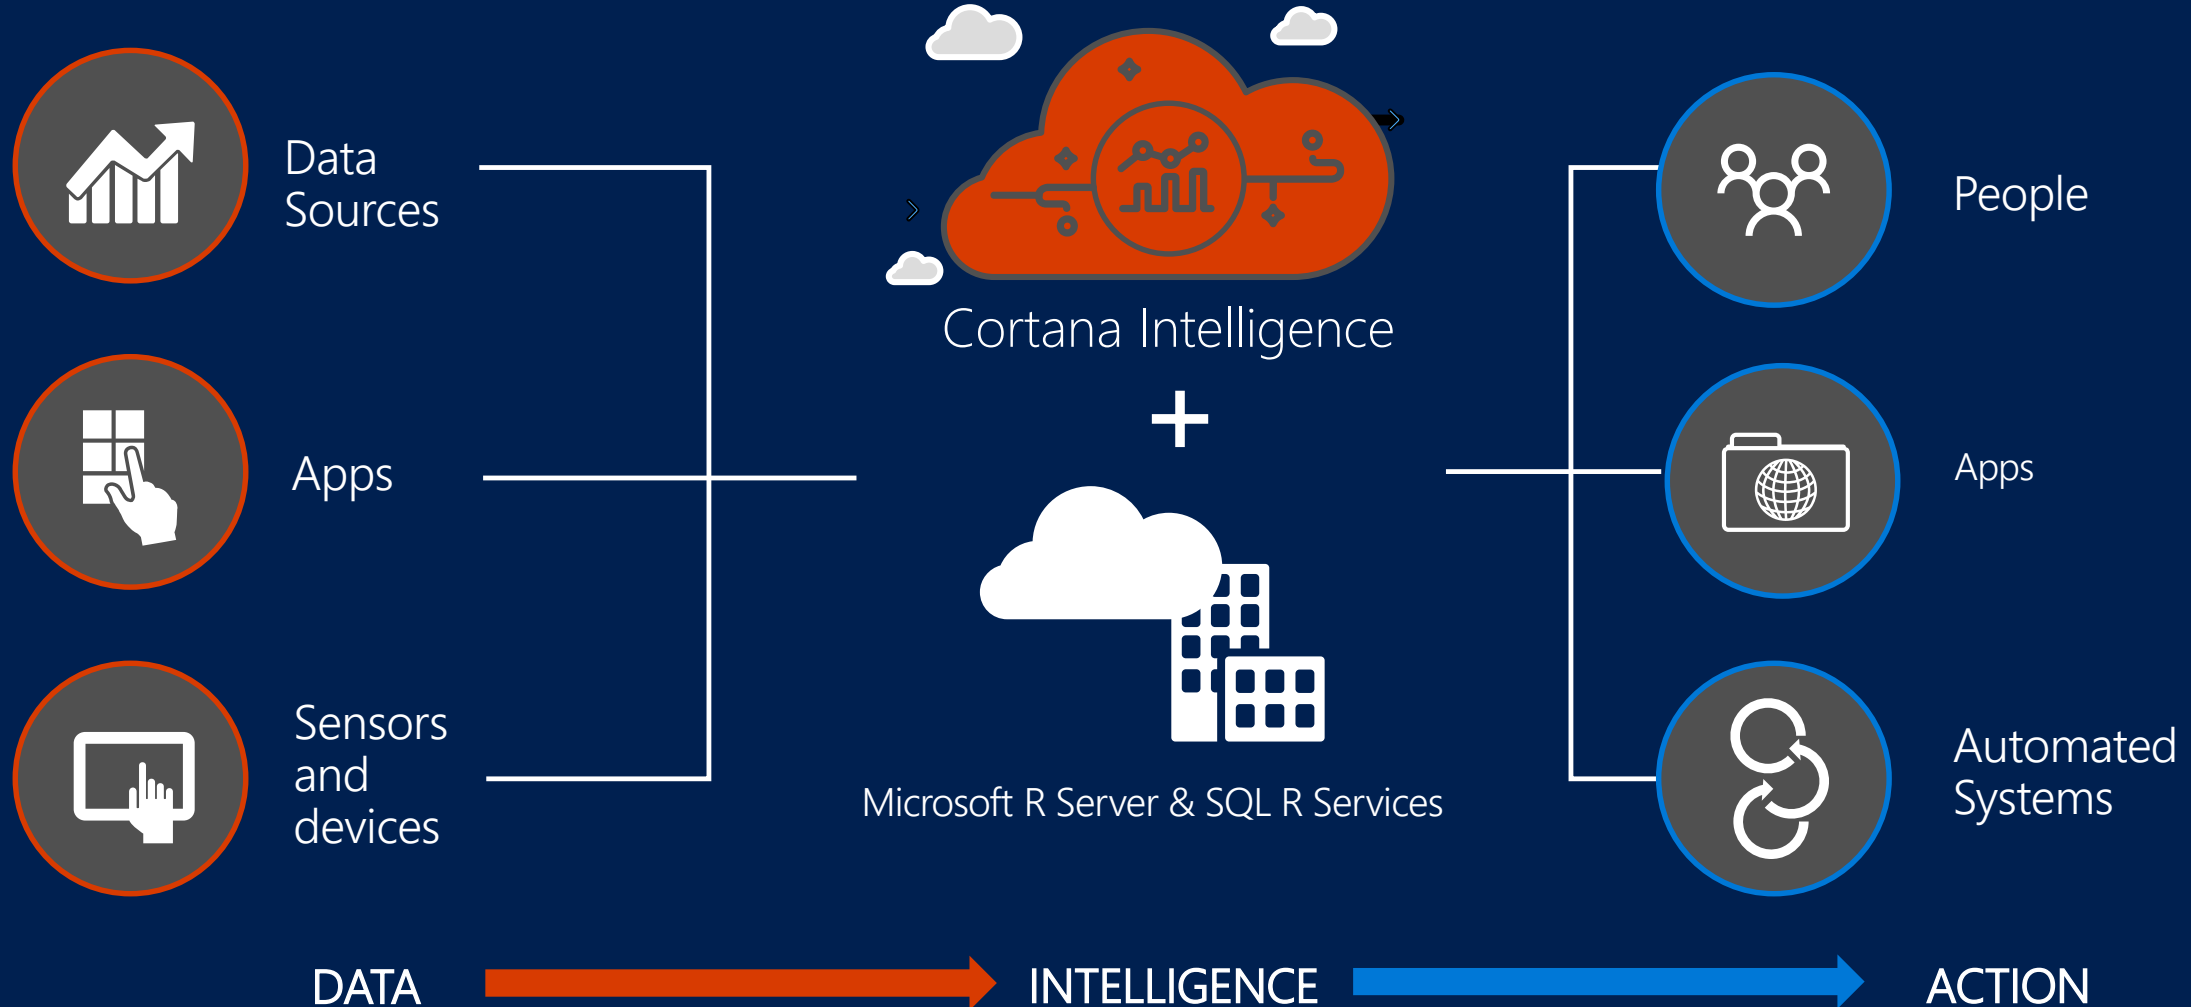 Data
Sources
Apps
Sensors
and
devices
Cortana Intelligence
+
Microsoft R Server & SQL R Services
People
Apps
Automated
Systems
DATA
INTELLIGENCE
ACTION